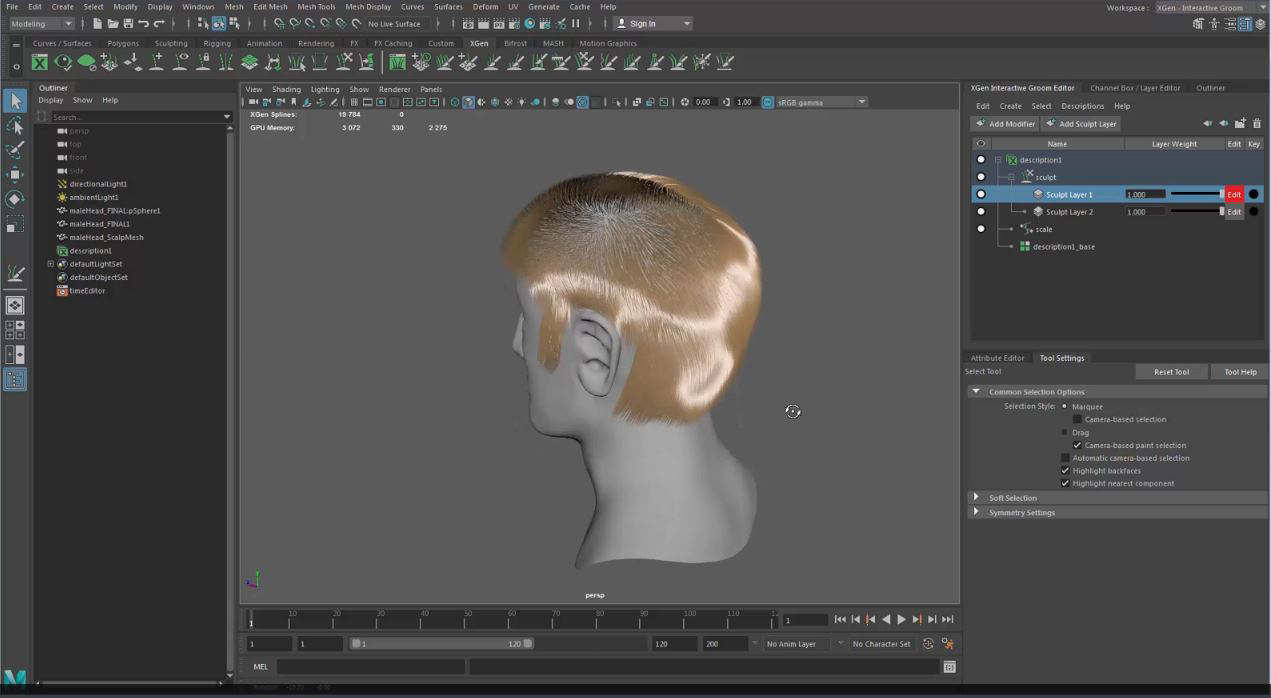 File Edit Create Select Modify Display Windows Mesh Edit Mesh Mesh Tools Mesh Display Curves Surfaces Deform UV Generate Cache Help
Workspace : XGen - Interactive Groom
Modeling No Live Surface Sign In
Curves / Surfaces Polygons Sculpting Rigging Animation Rendering FX FX Caching Custom XGen Bifrost MASH Motion Graphics
Outliner
Display Show Help
Search...
persp
top
front
side
directionalLight1
ambientLight1
maleHead_FINAL:pSphere1
maleHead_FINAL1
maleHead_ScalpMesh
description1
defaultLightSet
defaultObjectSet
timeEditor
View Shading Lighting Show Renderer Panels
0.00 1.00 sRGB gamma
XGen Splines: 19 784 0
GPU Memory: 3 072 330 2 275
persp
XGen Interactive Groom Editor Channel Box / Layer Editor Outliner
Edit Create Select Descriptions Help
Add Modifier Add Sculpt Layer
Name Layer Weight Edit Key
description1
sculpt
Sculpt Layer 1 1.000 Edit
Sculpt Layer 2 1.000 Edit
scale
description1_base
Attribute Editor Tool Settings
Select Tool Reset Tool Tool Help
Common Selection Options
Selection Style: Marquee
Camera-based selection
Drag
Camera-based paint selection
Automatic camera-based selection
Highlight backfaces
Highlight nearest component
Soft Selection
Symmetry Settings
1 10 20 30 40 50 60 70 80 90 100 110 12 1
1 1 1 120 120 200 No Anim Layer No Character Set
MEL